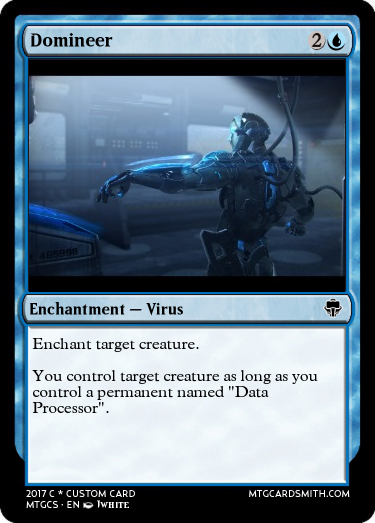 Domineer 2
Enchantment — Virus
Enchant target creature.
You control target creature as long as you
control a permanent named "Data
Processor".
2017 C * CUSTOM CARD MTGCARDSMITH.COM
MTGCS · EN JWHITE